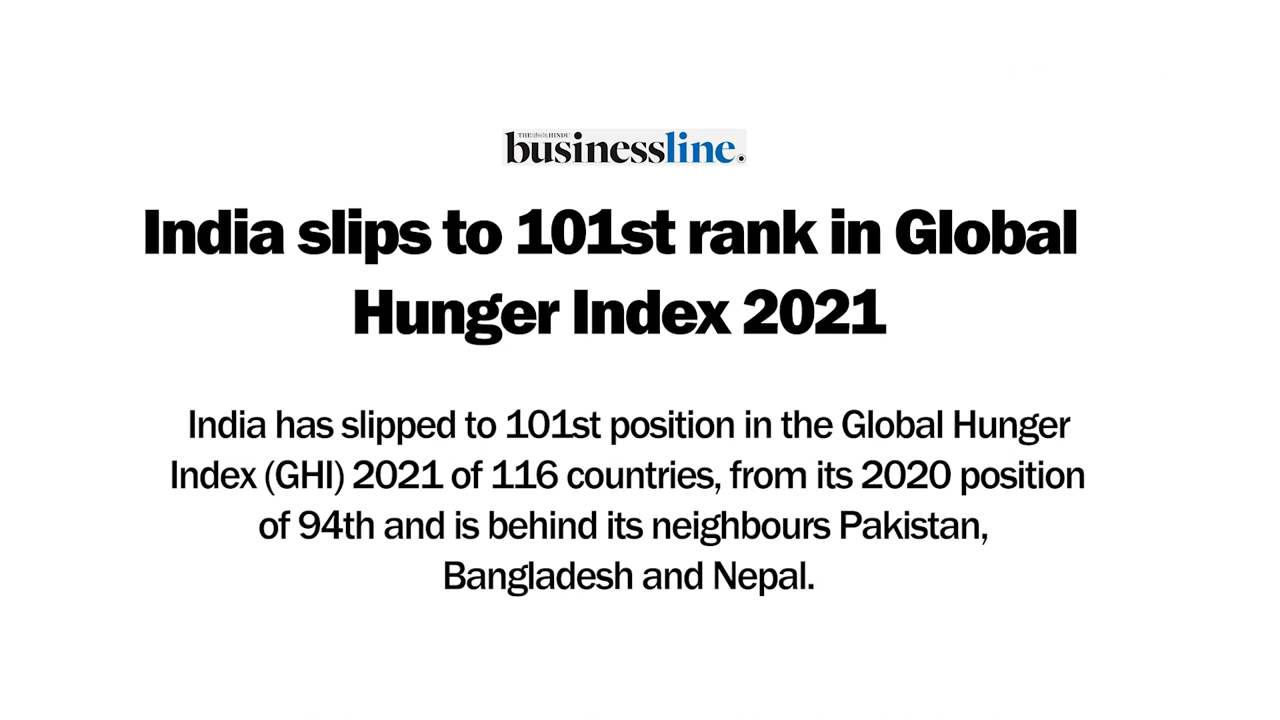 THE HINDU
businessline.
India slips to 101st rank in Global
Hunger Index 2021
India has slipped to 101st position in the Global Hunger
Index (GHI) 2021 of 116 countries, from its 2020 position
of 94th and is behind its neighbours Pakistan,
Bangladesh and Nepal.